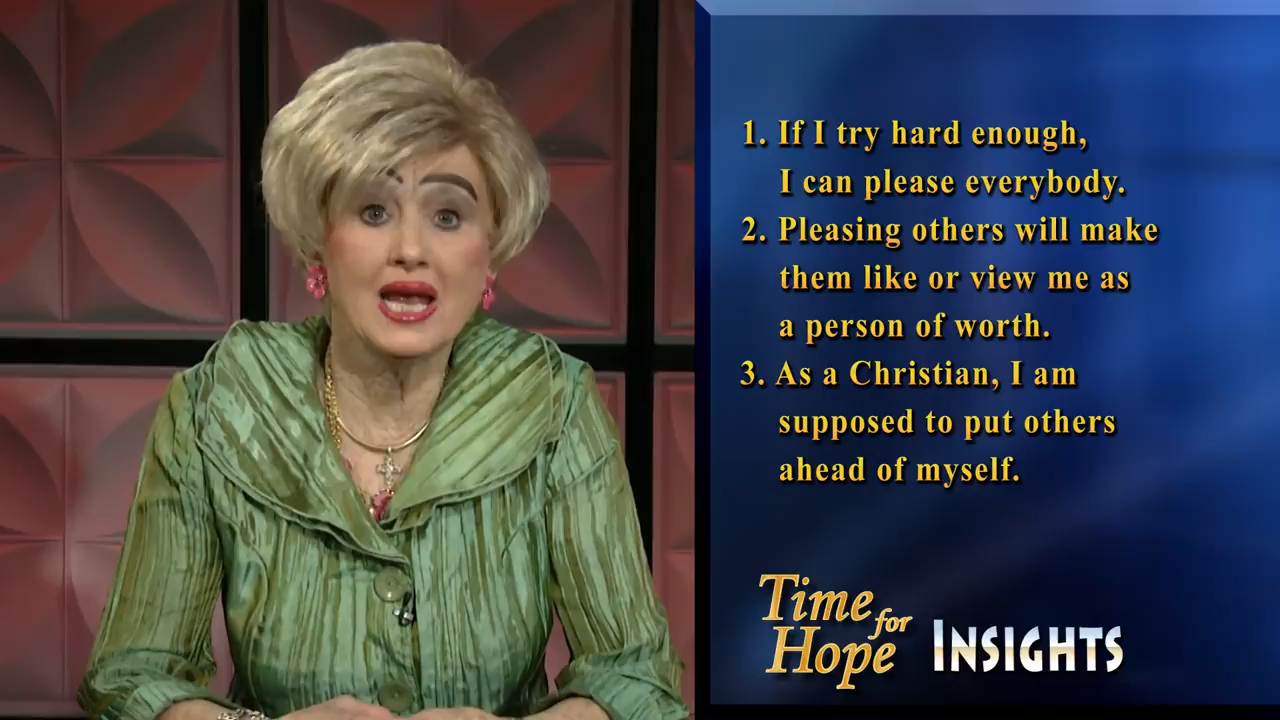 1. If I try hard enough,
I can please everybody.
2. Pleasing others will make
them like or view me as
a person of worth.
3. As a Christian, I am
supposed to put others
ahead of myself.
Time for Hope INSIGHTS